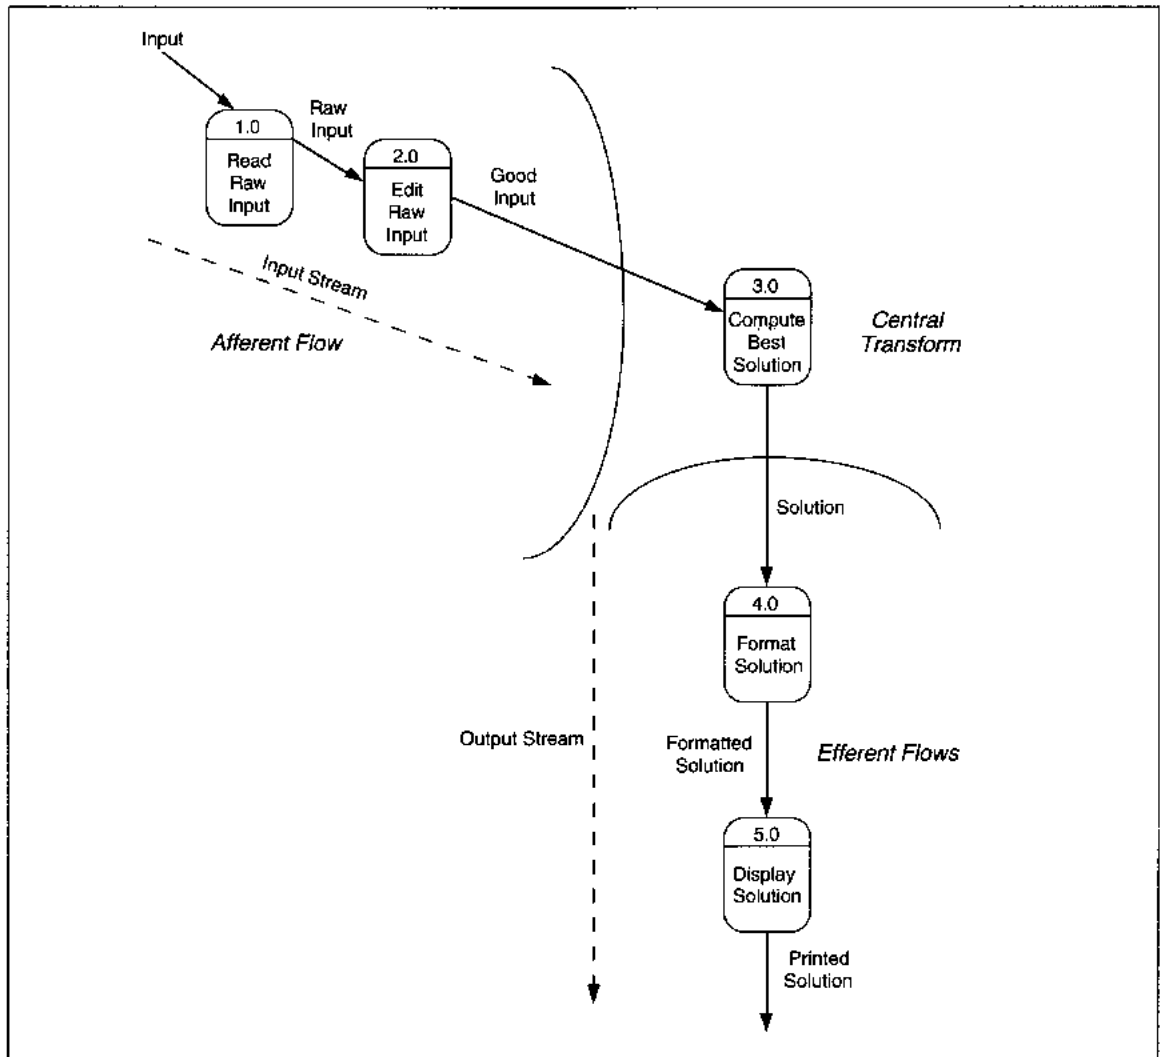 Input
1.0
Read
Raw
Input
Raw
Input
2.0
Edit
Raw
Input
Good
Input
Input Stream
Afferent Flow
3.0
Compute
Best
Solution
Central
Transform
Solution
4.0
Format
Solution
Output Stream
Formatted
Solution
Efferent Flows
5.0
Display
Solution
Printed
Solution